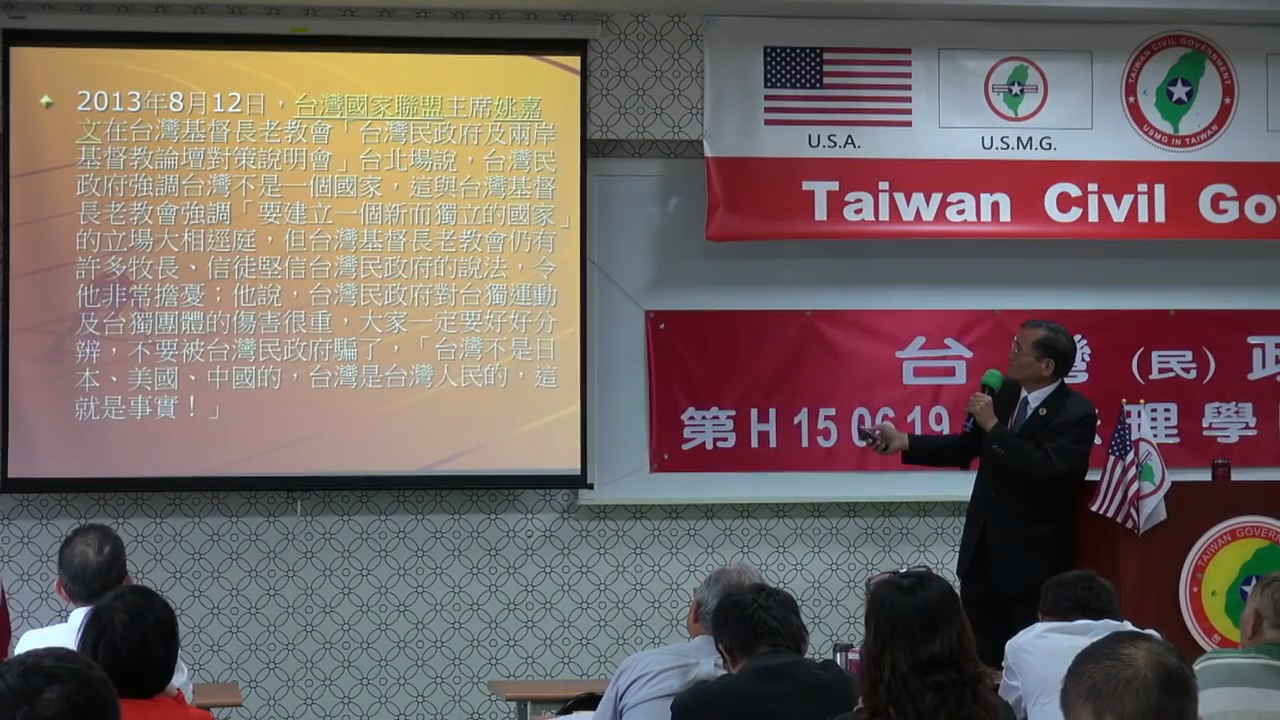 2013年8月12日，台灣國家聯盟主席姚嘉
文在台灣基督長老教會「台灣民政府及兩岸
基督教論壇對策說明會」台北場說，台灣民
政府強調台灣不是一個國家，這與台灣基督
長老教會強調「要建立一個新而獨立的國家」
的立場大相逕庭，但台灣基督長老教會仍有
許多牧長、信徒堅信台灣民政府的說法，令
他非常擔憂；他說，台灣民政府對台獨運動
及台獨團體的傷害很重，大家一定要好好分
辨，不要被台灣民政府騙了，「台灣不是日
本、美國、中國的，台灣是台灣人民的，這
就是事實！」
U.S.A.
U.S.M.G.
TAIWAN CIVIL GOVERNMENT
USMG IN TAIWAN
Taiwan Civil Go
台灣（民）政
第H 15 06 19
理學
TAIWAN GOVERN
台